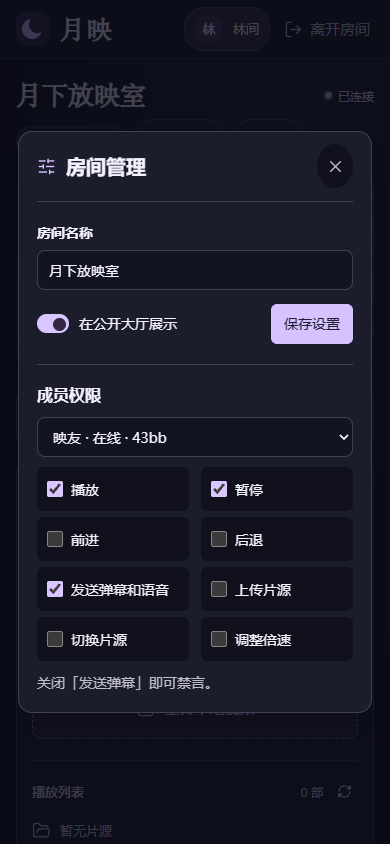 月映
林 林间 离开房间
月下放映室 已连接
房间管理
房间名称
月下放映室
在公开大厅展示 保存设置
成员权限
映友 · 在线 · 43bb
播放 暂停
前进 后退
发送弹幕和语音 上传片源
切换片源 调整倍速
关闭「发送弹幕」即可禁言。
播放列表 0 部
暂无片源